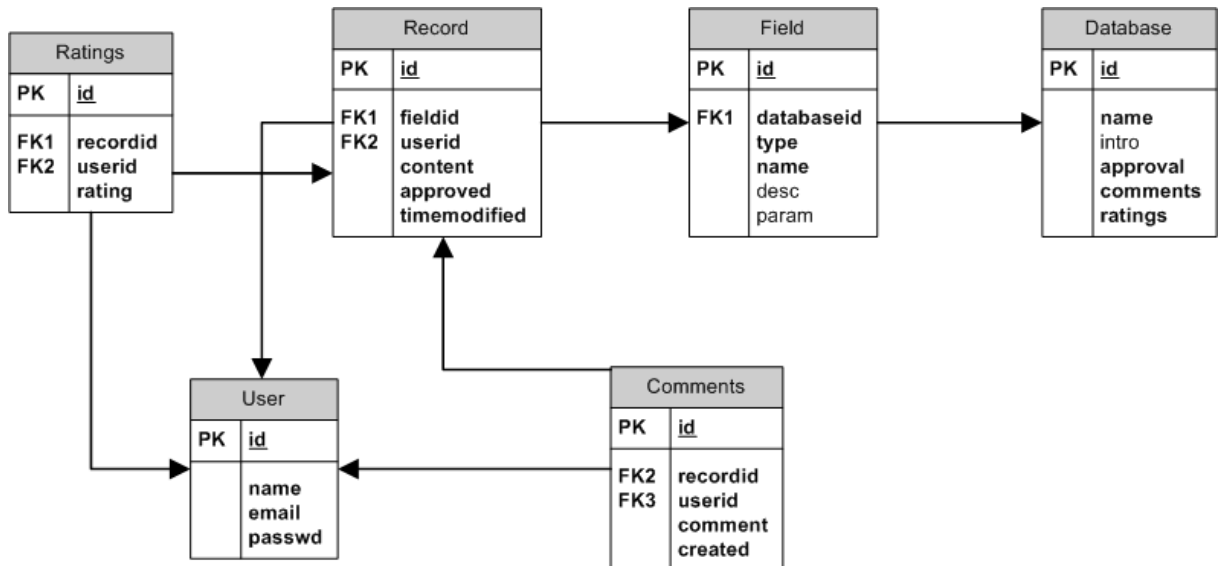 Ratings
PK id
FK1 recordid
FK2 userid
rating
Record
PK id
FK1 fieldid
FK2 userid
content
approved
timemodified
Field
PK id
FK1 databaseid
type
name
desc
param
Database
PK id
name
intro
approval
comments
ratings
User
PK id
name
email
passwd
Comments
PK id
FK2 recordid
FK3 userid
comment
created